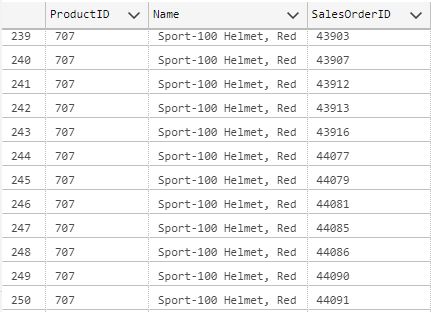 ProductID Name SalesOrderID
239 707 Sport-100 Helmet, Red 43903
240 707 Sport-100 Helmet, Red 43907
241 707 Sport-100 Helmet, Red 43912
242 707 Sport-100 Helmet, Red 43913
243 707 Sport-100 Helmet, Red 43916
244 707 Sport-100 Helmet, Red 44077
245 707 Sport-100 Helmet, Red 44079
246 707 Sport-100 Helmet, Red 44081
247 707 Sport-100 Helmet, Red 44085
248 707 Sport-100 Helmet, Red 44086
249 707 Sport-100 Helmet, Red 44090
250 707 Sport-100 Helmet, Red 44091